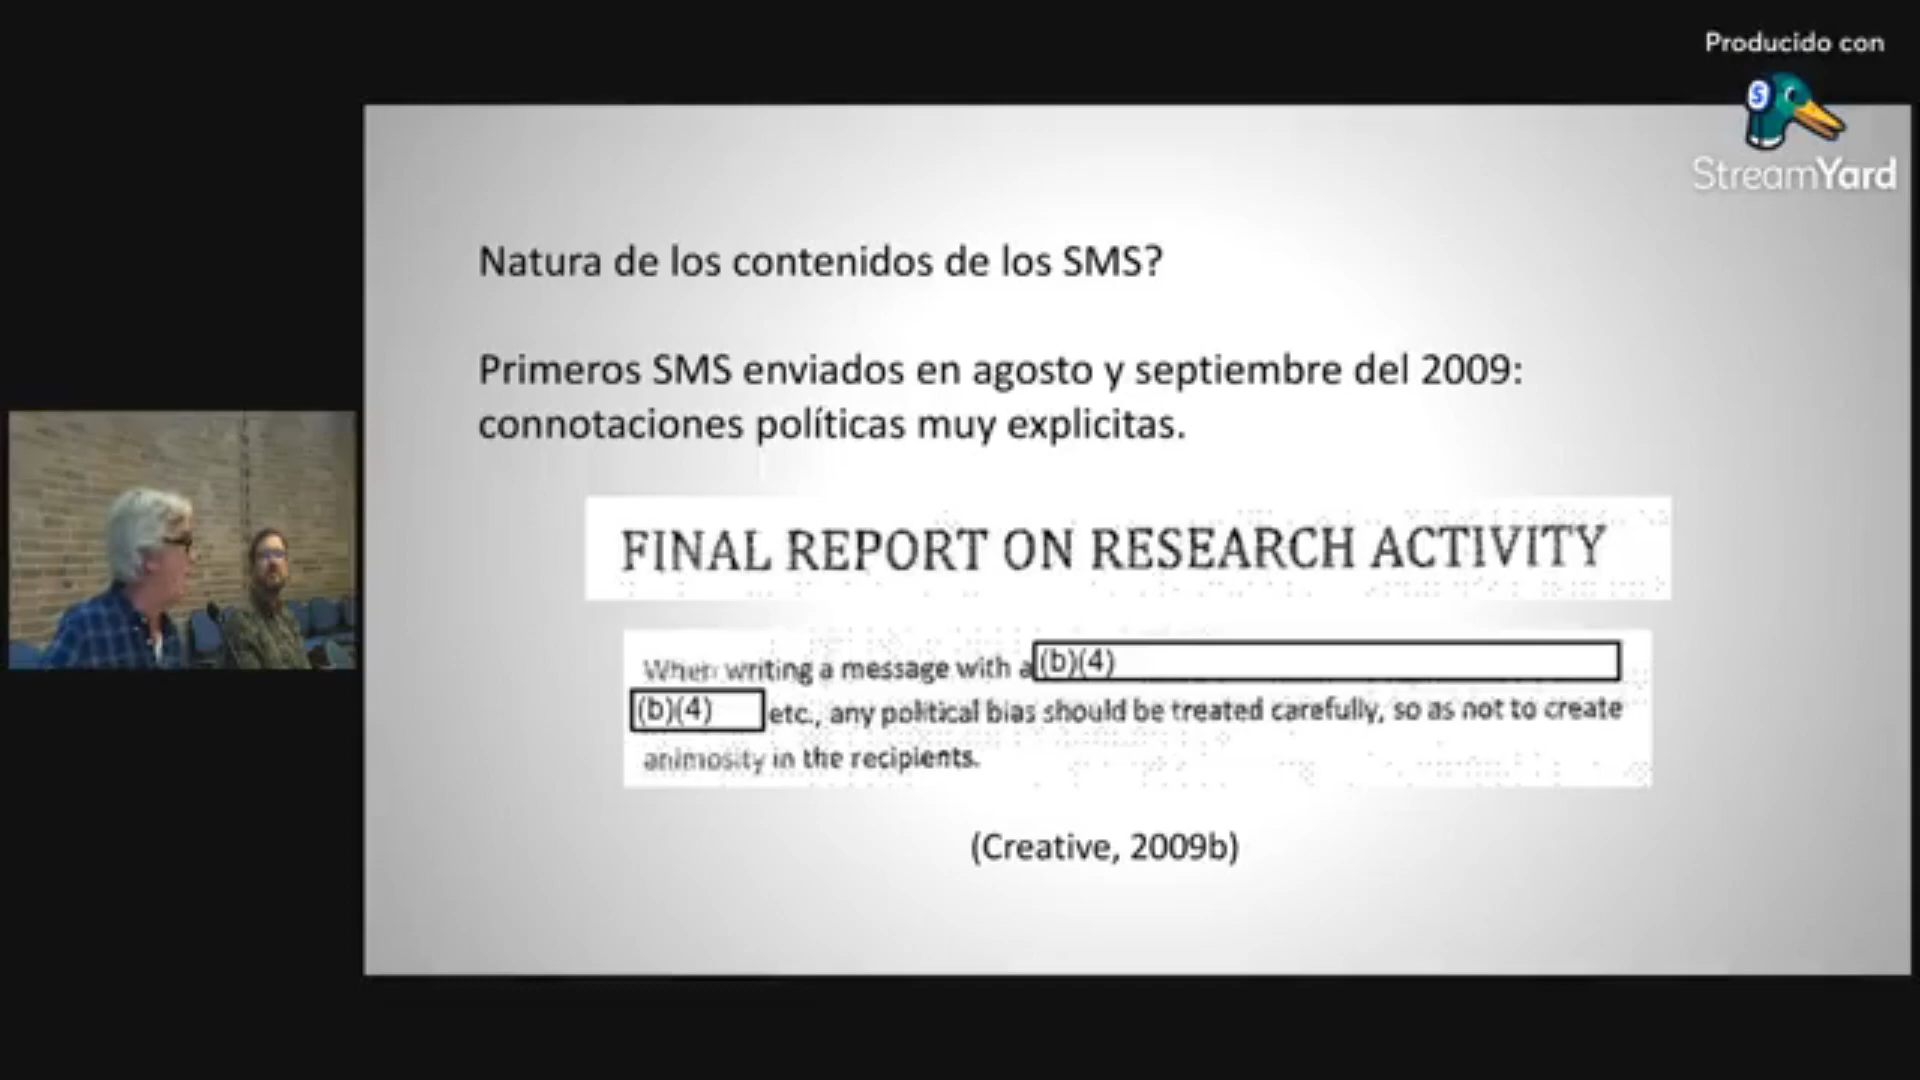 Producido con
StreamYard
Natura de los contenidos de los SMS?
Primeros SMS enviados en agosto y septiembre del 2009:
connotaciones políticas muy explicitas.
FINAL REPORT ON RESEARCH ACTIVITY
When writing a message with a (b)(4)
(b)(4) etc., any political bias should be treated carefully, so as not to create
animosity in the recipients.
(Creative, 2009b)